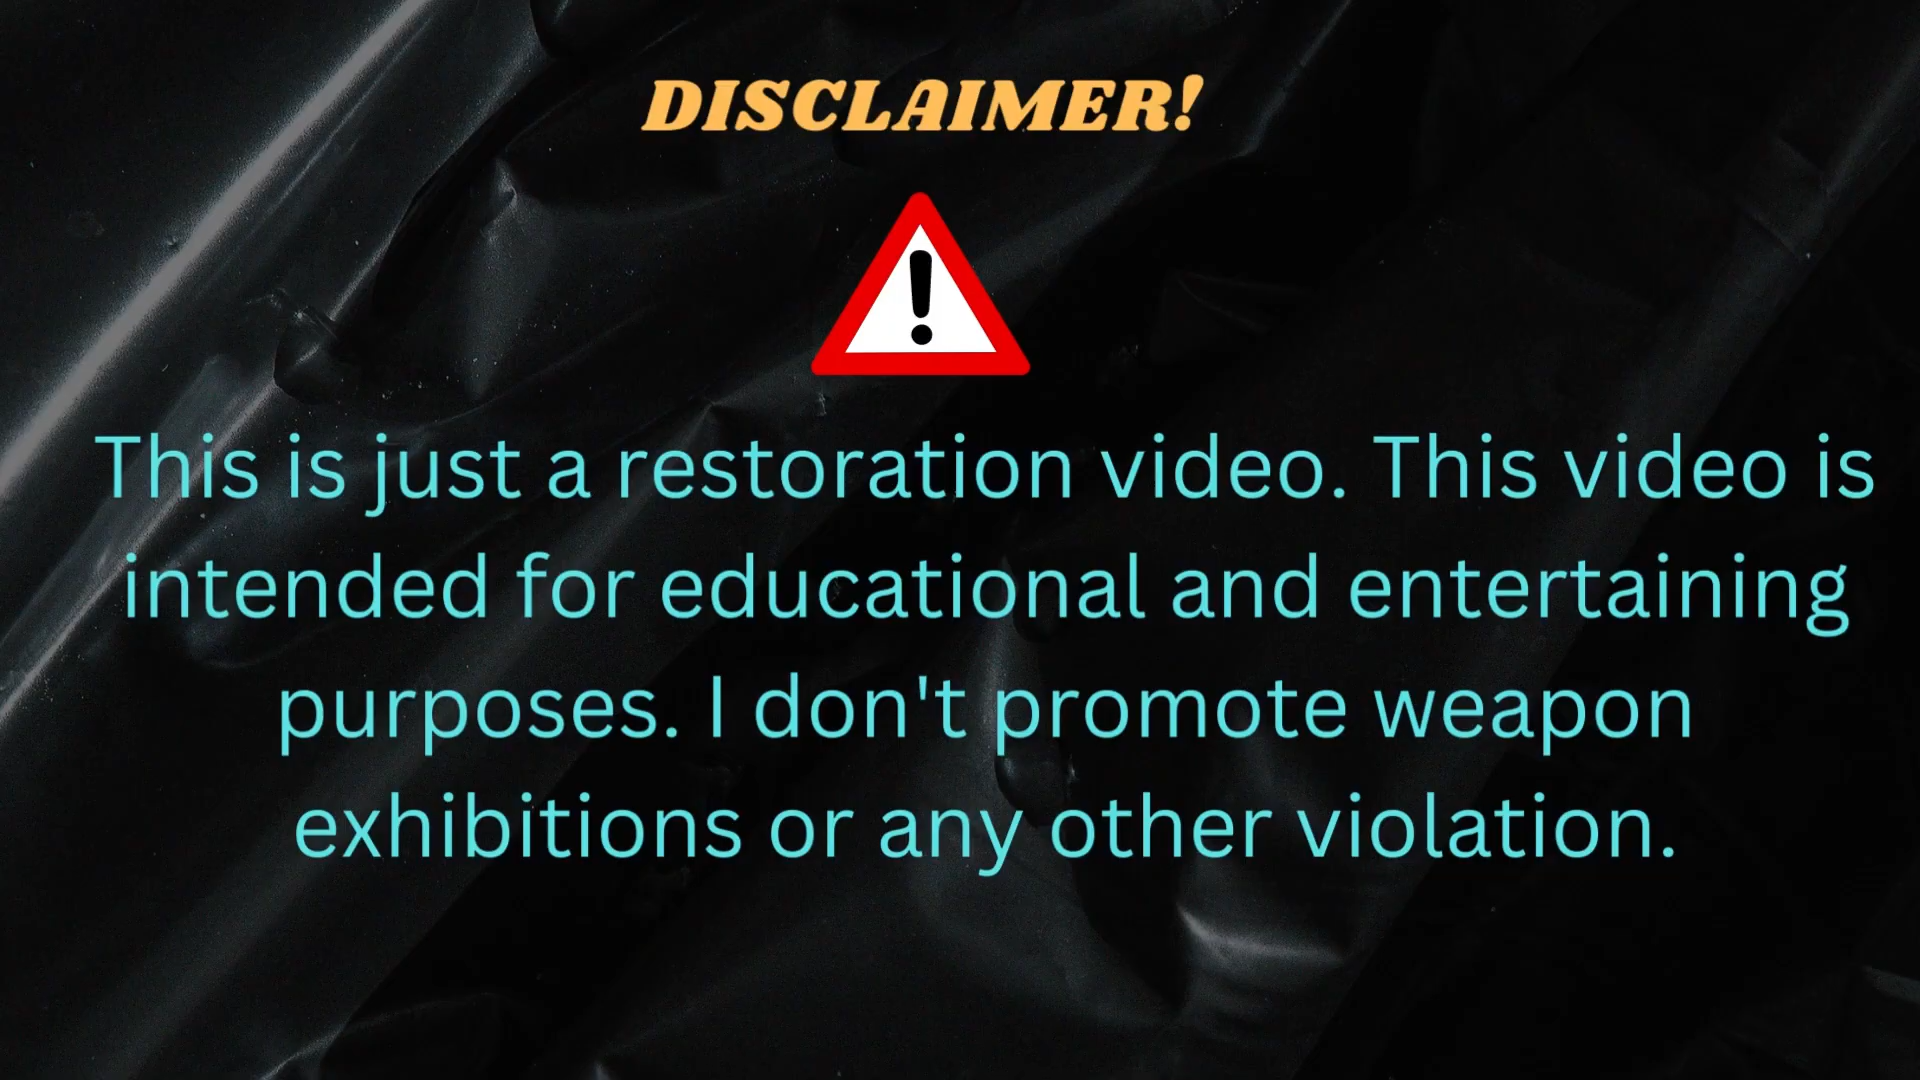 DISCLAIMER!
This is just a restoration video. This video is
intended for educational and entertaining
purposes. I don't promote weapon
exhibitions or any other violation.